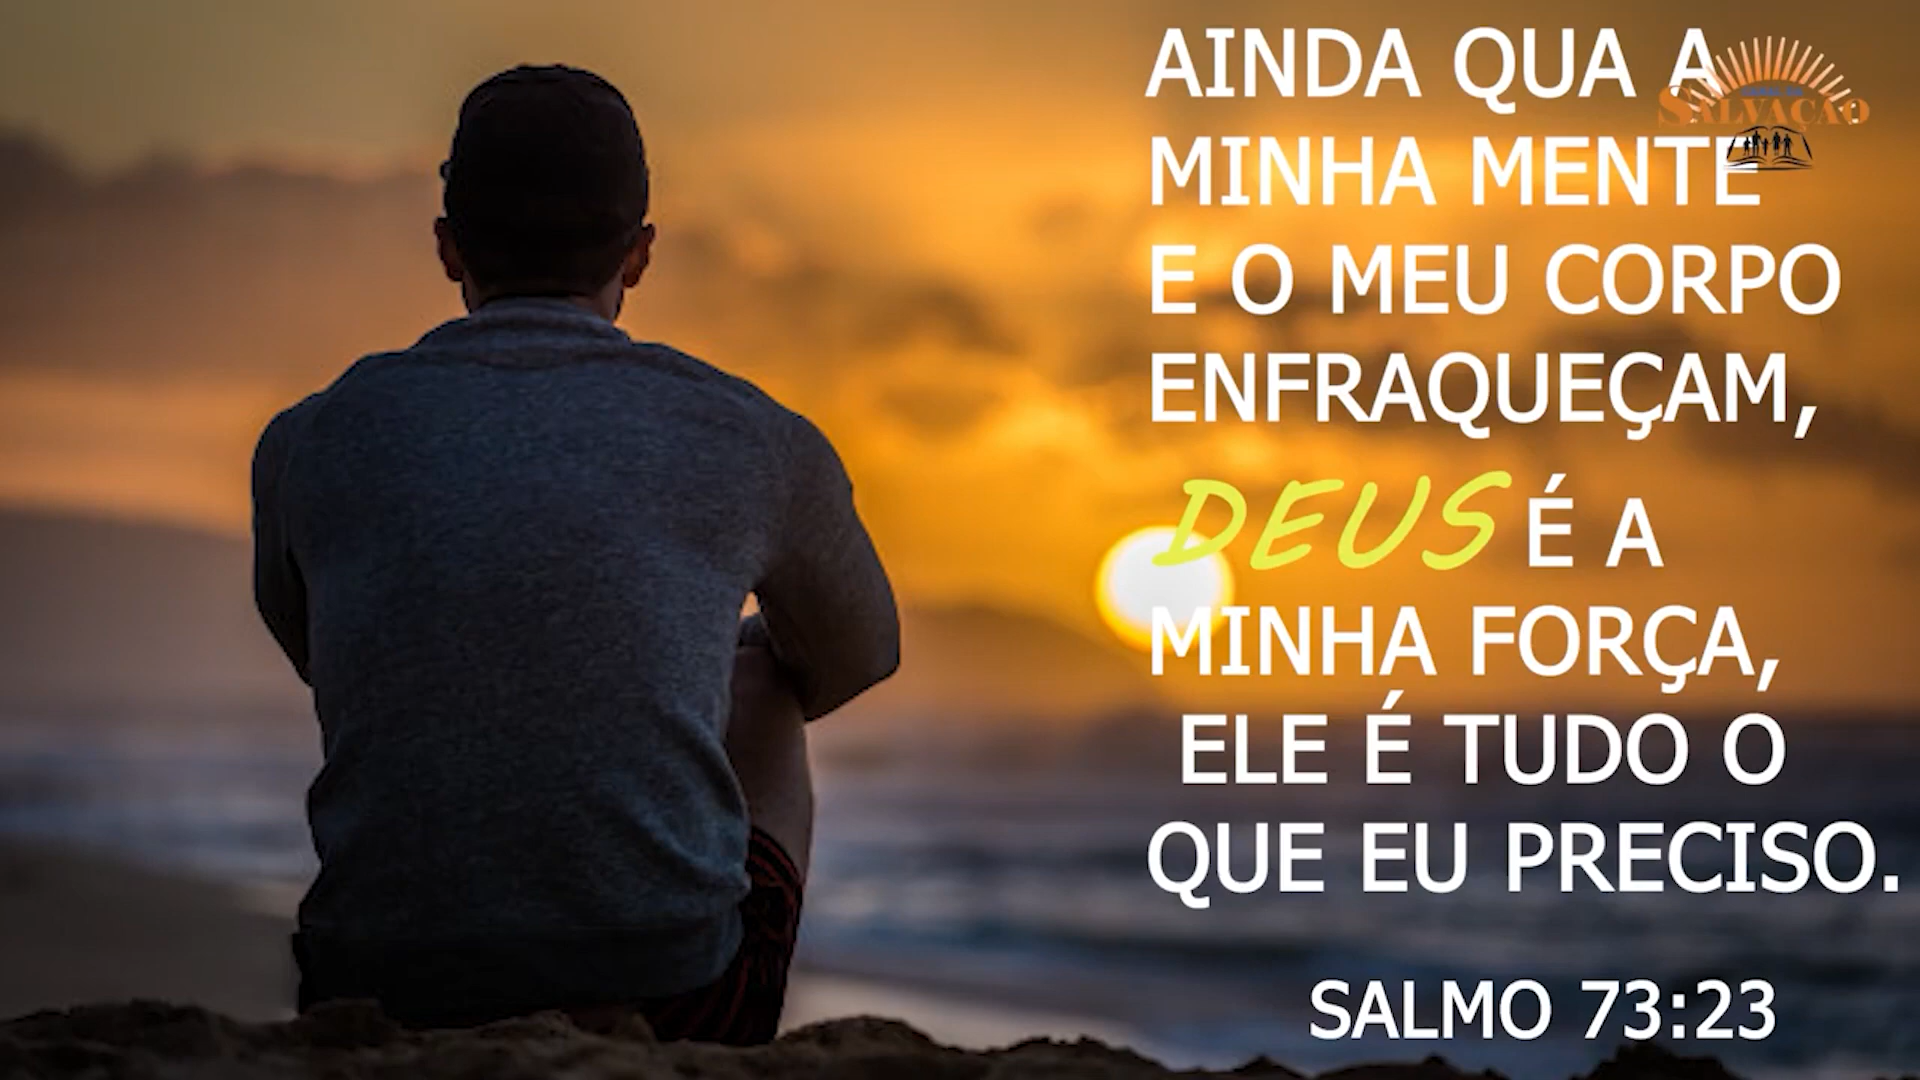 AINDA QUA A
MINHA MENTE
E O MEU CORPO
ENFRAQUEÇAM,
DEUS É A
MINHA FORÇA,
ELE É TUDO O
QUE EU PRECISO.
SALMO 73:23
SALVAÇÃO